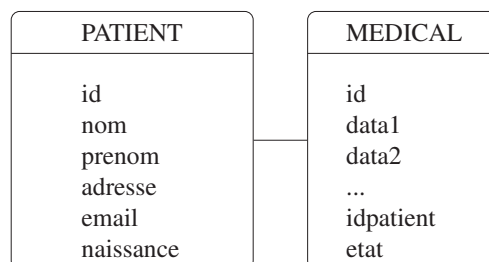 PATIENT
id
nom
prenom
adresse
email
naissance
MEDICAL
id
data1
data2
...
idpatient
etat